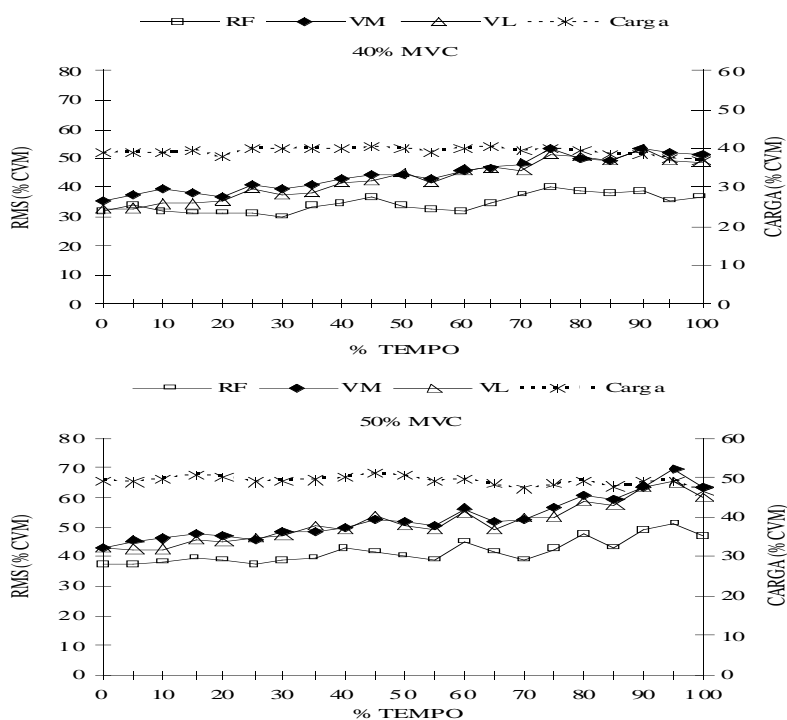 RF VM VL Carga
40% MVC
80 60
70 50
60
50 40
40 30
30 20
20
10 10
0 0
RMS (% CVM)
CARGA (% CVM)
0 10 20 30 40 50 60 70 80 90 100
% TEMPO
RF VM VL Carga
50% MVC
80 60
70 50
60
50 40
40 30
30 20
20
10 10
0 0
RMS (% CVM)
CARGA (% CVM)
0 10 20 30 40 50 60 70 80 90 100
% TEMPO